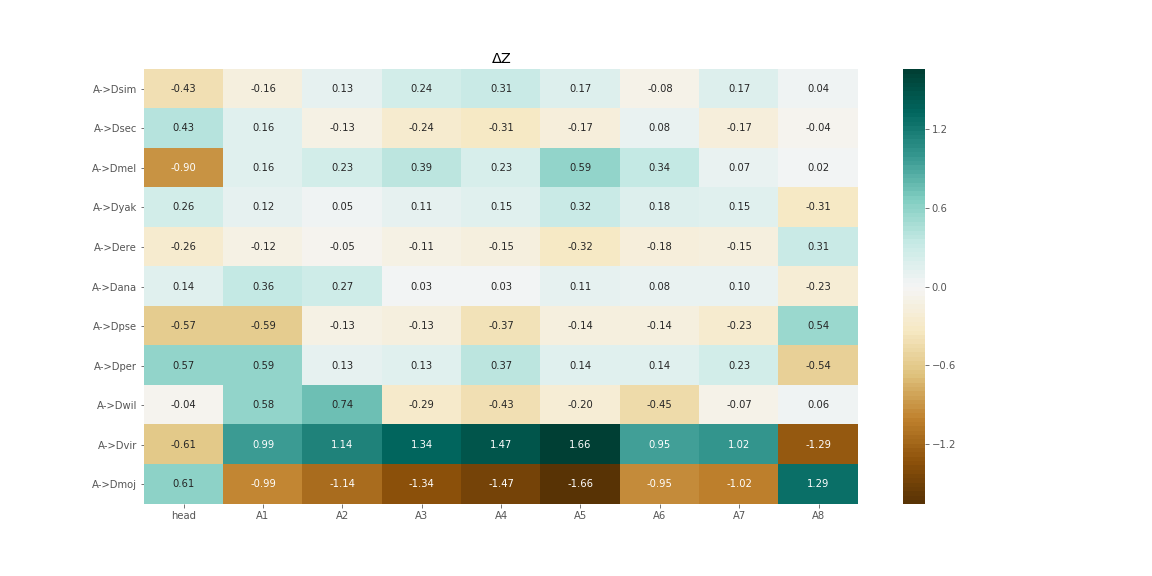 ΔZ
A->Dsim -0.43 -0.16 0.13 0.24 0.31 0.17 -0.08 0.17 0.04
A->Dsec 0.43 0.16 -0.13 -0.24 -0.31 -0.17 0.08 -0.17 -0.04
A->Dmel -0.90 0.16 0.23 0.39 0.23 0.59 0.34 0.07 0.02
A->Dyak 0.26 0.12 0.05 0.11 0.15 0.32 0.18 0.15 -0.31
A->Dere -0.26 -0.12 -0.05 -0.11 -0.15 -0.32 -0.18 -0.15 0.31
A->Dana 0.14 0.36 0.27 0.03 0.03 0.11 0.08 0.10 -0.23
A->Dpse -0.57 -0.59 -0.13 -0.13 -0.37 -0.14 -0.14 -0.23 0.54
A->Dper 0.57 0.59 0.13 0.13 0.37 0.14 0.14 0.23 -0.54
A->Dwil -0.04 0.58 0.74 -0.29 -0.43 -0.20 -0.45 -0.07 0.06
A->Dvir -0.61 0.99 1.14 1.34 1.47 1.66 0.95 1.02 -1.29
A->Dmoj 0.61 -0.99 -1.14 -1.34 -1.47 -1.66 -0.95 -1.02 1.29
head A1 A2 A3 A4 A5 A6 A7 A8
1.2
0.6
0.0
−0.6
−1.2